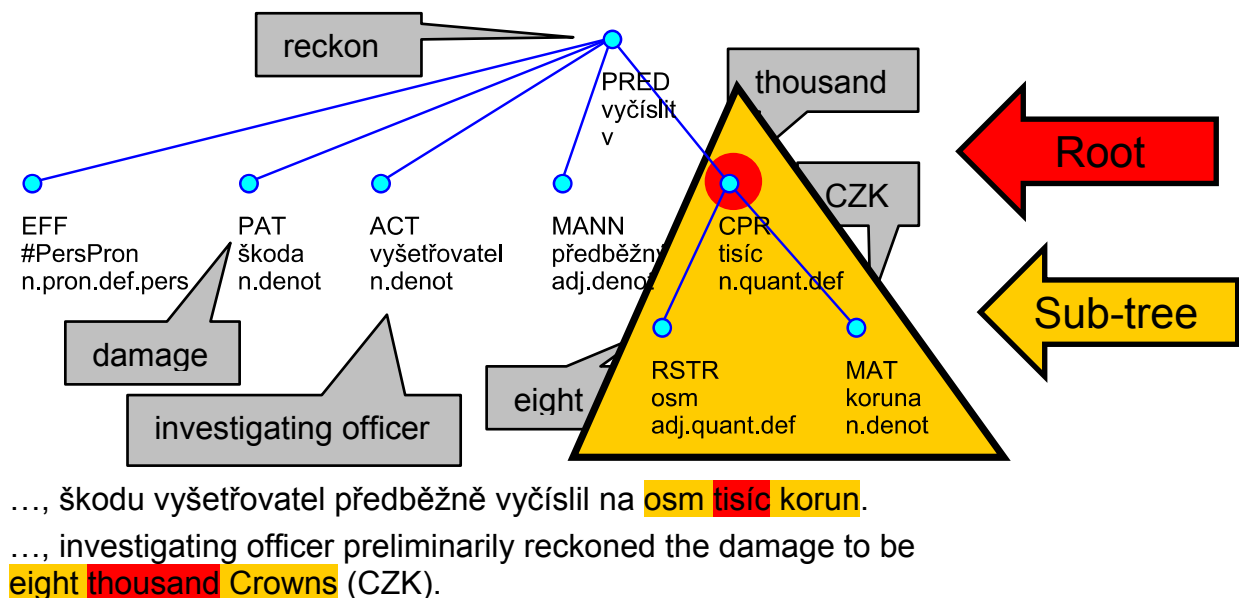 reckon
thousand
PRED
vyčíslit
v
Root
CZK
EFF
#PersPron
n.pron.def.pers
PAT
škoda
n.denot
ACT
vyšetřovatel
n.denot
MANN
předběžný
adj.denot
CPR
tisíc
n.quant.def
Sub-tree
damage
investigating officer
eight
RSTR
osm
adj.quant.def
MAT
koruna
n.denot
…, škodu vyšetřovatel předběžně vyčíslil na osm tisíc korun.
…, investigating officer preliminarily reckoned the damage to be
eight thousand Crowns (CZK).